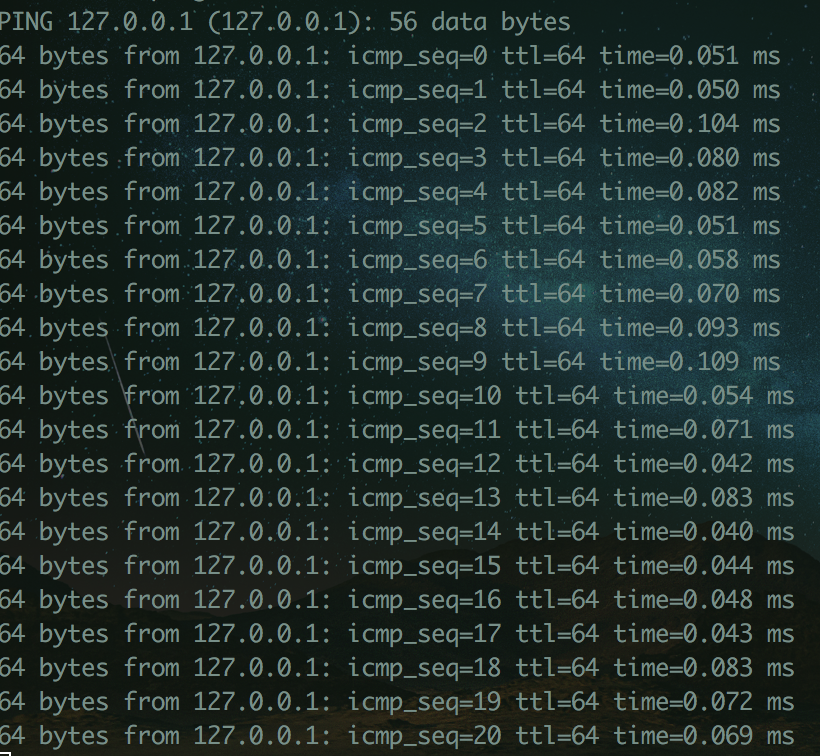 PING 127.0.0.1 (127.0.0.1): 56 data bytes
64 bytes from 127.0.0.1: icmp_seq=0 ttl=64 time=0.051 ms
64 bytes from 127.0.0.1: icmp_seq=1 ttl=64 time=0.050 ms
64 bytes from 127.0.0.1: icmp_seq=2 ttl=64 time=0.104 ms
64 bytes from 127.0.0.1: icmp_seq=3 ttl=64 time=0.080 ms
64 bytes from 127.0.0.1: icmp_seq=4 ttl=64 time=0.082 ms
64 bytes from 127.0.0.1: icmp_seq=5 ttl=64 time=0.051 ms
64 bytes from 127.0.0.1: icmp_seq=6 ttl=64 time=0.058 ms
64 bytes from 127.0.0.1: icmp_seq=7 ttl=64 time=0.070 ms
64 bytes from 127.0.0.1: icmp_seq=8 ttl=64 time=0.093 ms
64 bytes from 127.0.0.1: icmp_seq=9 ttl=64 time=0.109 ms
64 bytes from 127.0.0.1: icmp_seq=10 ttl=64 time=0.054 ms
64 bytes from 127.0.0.1: icmp_seq=11 ttl=64 time=0.071 ms
64 bytes from 127.0.0.1: icmp_seq=12 ttl=64 time=0.042 ms
64 bytes from 127.0.0.1: icmp_seq=13 ttl=64 time=0.083 ms
64 bytes from 127.0.0.1: icmp_seq=14 ttl=64 time=0.040 ms
64 bytes from 127.0.0.1: icmp_seq=15 ttl=64 time=0.044 ms
64 bytes from 127.0.0.1: icmp_seq=16 ttl=64 time=0.048 ms
64 bytes from 127.0.0.1: icmp_seq=17 ttl=64 time=0.043 ms
64 bytes from 127.0.0.1: icmp_seq=18 ttl=64 time=0.083 ms
64 bytes from 127.0.0.1: icmp_seq=19 ttl=64 time=0.072 ms
64 bytes from 127.0.0.1: icmp_seq=20 ttl=64 time=0.069 ms